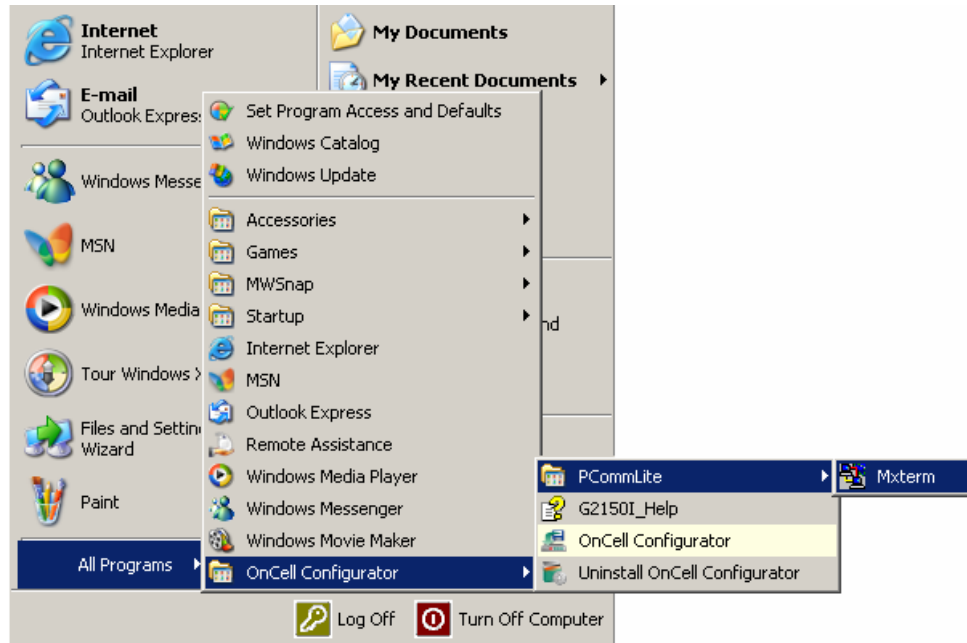 Internet
Internet Explorer
E-mail
Outlook Express
Windows Messe
MSN
Windows Media
Tour Windows X
Files and Settin
Wizard
Paint
All Programs
My Documents
My Recent Documents
nd
Set Program Access and Defaults
Windows Catalog
Windows Update
Accessories
Games
MWSnap
Startup
Internet Explorer
MSN
Outlook Express
Remote Assistance
Windows Media Player
Windows Messenger
Windows Movie Maker
OnCell Configurator
PCommLite
G2150I_Help
OnCell Configurator
Uninstall OnCell Configurator
Mxterm
Log Off
Turn Off Computer